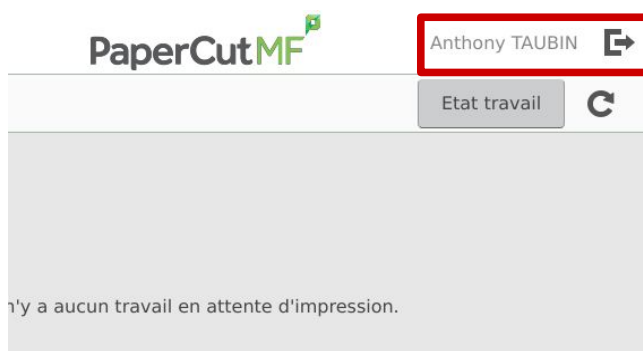 PaperCutMF
Anthony TAUBIN
Etat travail
n'y a aucun travail en attente d'impression.